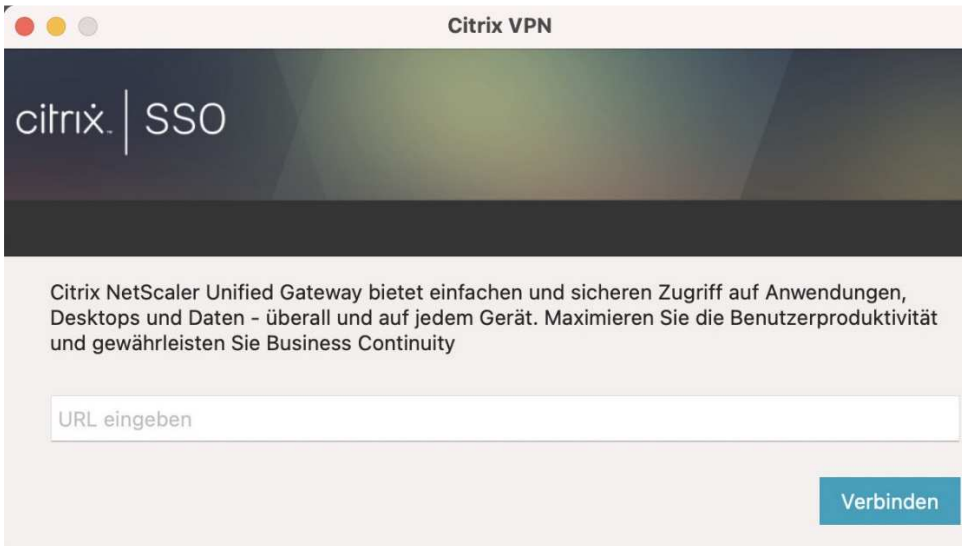 Citrix VPN
citrix. | SSO
Citrix NetScaler Unified Gateway bietet einfachen und sicheren Zugriff auf Anwendungen,
Desktops und Daten - überall und auf jedem Gerät. Maximieren Sie die Benutzerproduktivität
und gewährleisten Sie Business Continuity
URL eingeben
Verbinden